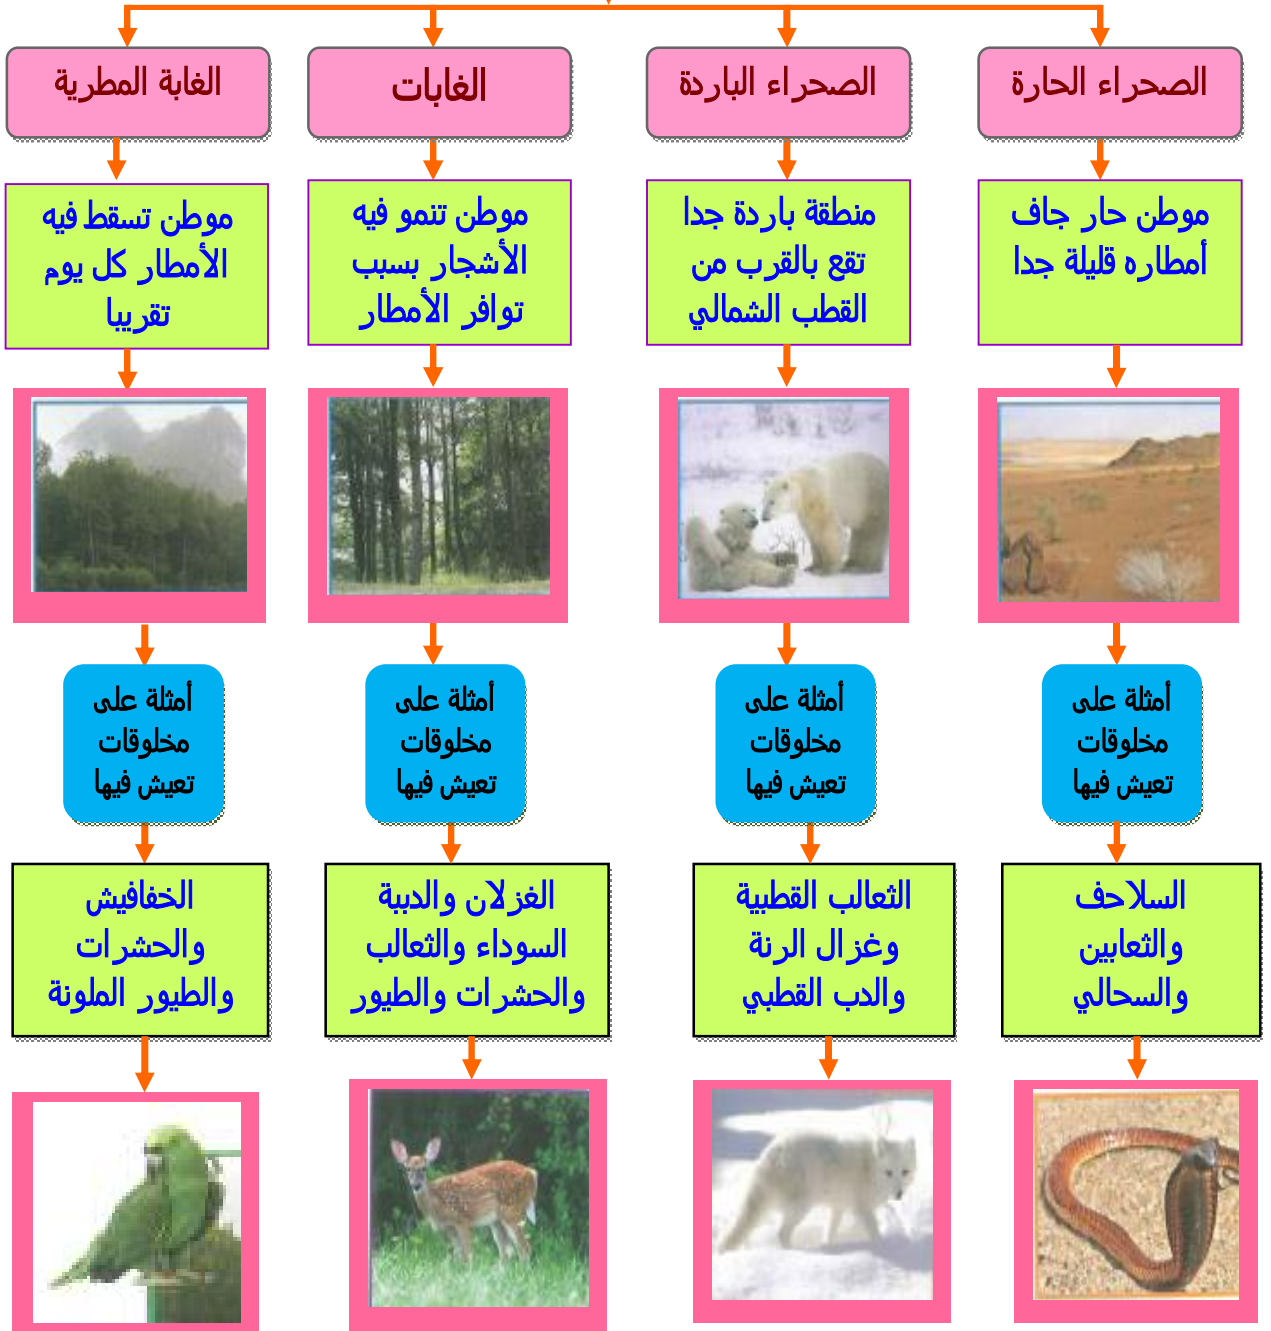 الصحراء الحارة
الصحراء الباردة
الغابات
الغابة المطرية
موطن حار جاف
أمطاره قليلة جدا
منطقة باردة جدا
تقع بالقرب من
القطب الشمالي
موطن تنمو فيه
الأشجار بسبب
توافر الأمطار
موطن تسقط فيه
الأمطار كل يوم
تقريبا
أمثلة على
مخلوقات
تعيش فيها
أمثلة على
مخلوقات
تعيش فيها
أمثلة على
مخلوقات
تعيش فيها
أمثلة على
مخلوقات
تعيش فيها
السلاحف
والثعابين
والسحالي
الثعالب القطبية
وغزال الرنة
والدب القطبي
الغزلان والدببة
السوداء والثعالب
والحشرات والطيور
الخفافيش
والحشرات
والطيور الملونة